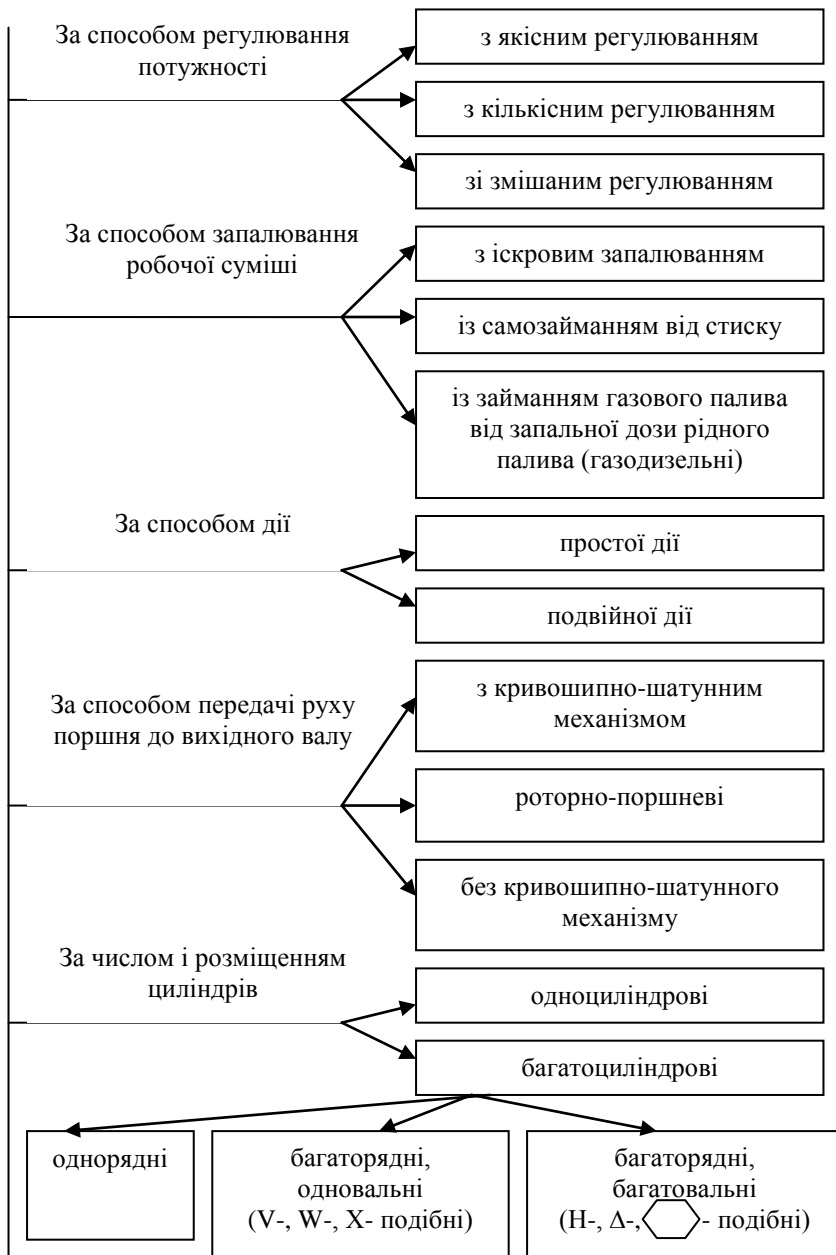 За способом регулювання
потужності
з якісним регулюванням
з кількісним регулюванням
зі змішаним регулюванням
За способом запалювання
робочої суміші
з іскровим запалюванням
із самозайманням від стиску
із займанням газового палива
від запальної дози рідного
палива (газодизельні)
За способом дії
простої дії
подвійної дії
За способом передачі руху
поршня до вихідного валу
з кривошипно-шатунним
механізмом
роторно-поршневі
без кривошипно-шатунного
механізму
За числом і розміщенням
циліндрів
одноциліндрові
багатоциліндрові
однорядні
багаторядні,
одновальні
(V-, W-, X- подібні)
багаторядні,
багатовальні
(Н-, Δ-, - подібні)